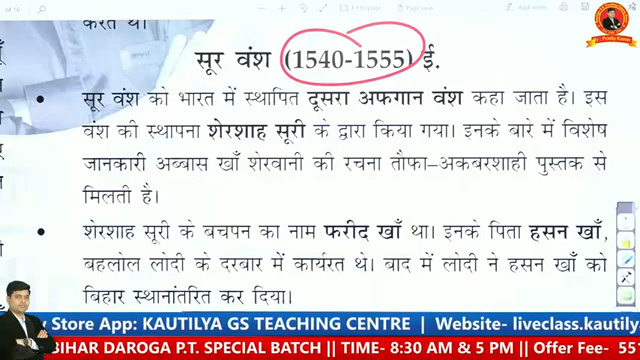 करते थे।
सूर वंश (1540-1555) ई.
• सूर वंश को भारत में स्थापित दूसरा अफगान वंश कहा जाता है। इस
वंश की स्थापना शेरशाह सूरी के द्वारा किया गया। इनके बारे में विशेष
जानकारी अब्बास खाँ शेरवानी की रचना तौफा–अकबरशाही पुस्तक से
मिलती है।
• शेरशाह सूरी के बचपन का नाम फरीद खाँ था। इनके पिता हसन खाँ,
बहलोल लोदी के दरबार में कार्यरत थे। बाद में लोदी ने हसन खाँ को
बिहार स्थानांतरित कर दिया।
y Store App: KAUTILYA GS TEACHING CENTRE | Website- liveclass.kautily
BIHAR DAROGA P.T. SPECIAL BATCH || TIME- 8:30 AM & 5 PM || Offer Fee- 55